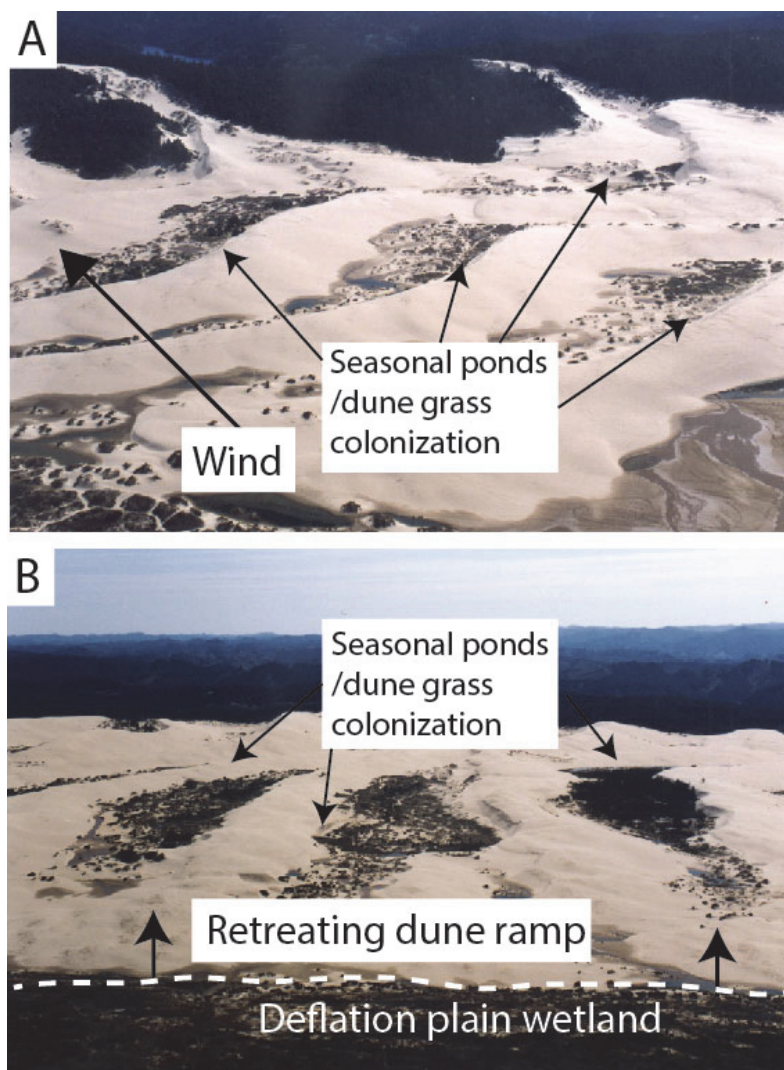 A
Seasonal ponds
/dune grass
colonization
Wind
B
Seasonal ponds
/dune grass
colonization
Retreating dune ramp
Deflation plain wetland